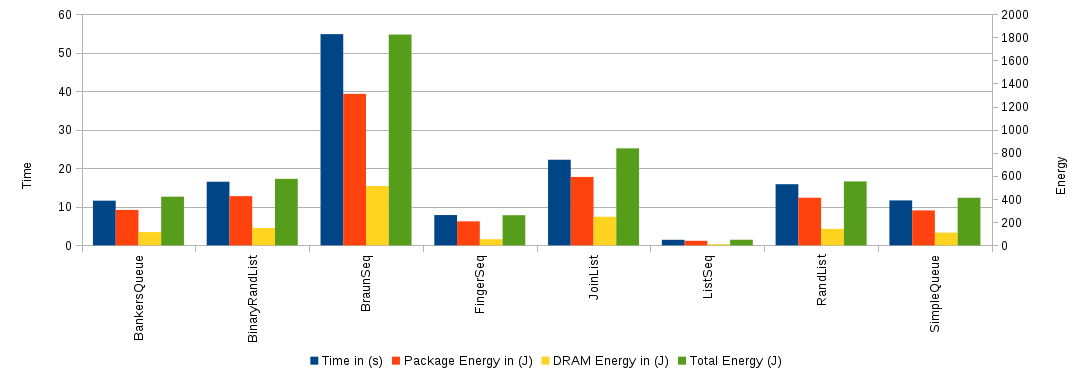 60
50
40
30
20
10
0
Time
2000
1800
1600
1400
1200
1000
800
600
400
200
0
Energy
BankersQueue
BinaryRandList
BraunSeq
FingerSeq
JoinList
ListSeq
RandList
SimpleQueue
Time in (s) Package Energy in (J) DRAM Energy in (J) Total Energy (J)